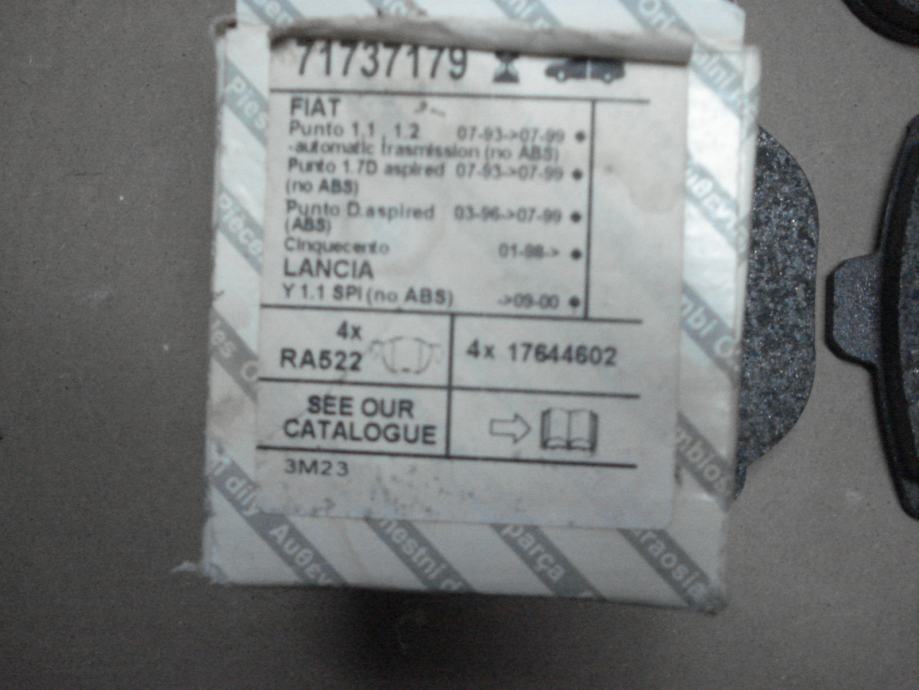 71737179
FIAT
Punto 1.1 1.2 07-93->07-99
-automatic trasmission (no ABS)
Punto 1.7D aspired 07-93->07-99
(no ABS)
Punto D.aspired 03-96->07-99
(ABS)
Cinquecento 01-98->
LANCIA
Y 1.1 SPI (no ABS) ->09-00
4x
RA522
4x 17644602
SEE OUR
CATALOGUE
3M23